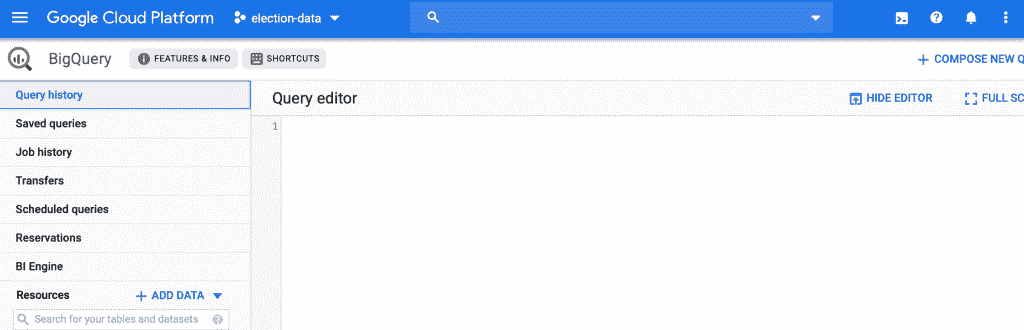 Google Cloud Platform election-data
BigQuery FEATURES & INFO SHORTCUTS + COMPOSE NEW Q
Query history
Saved queries
Job history
Transfers
Scheduled queries
Reservations
BI Engine
Resources + ADD DATA
Search for your tables and datasets
Query editor HIDE EDITOR FULL SC
1